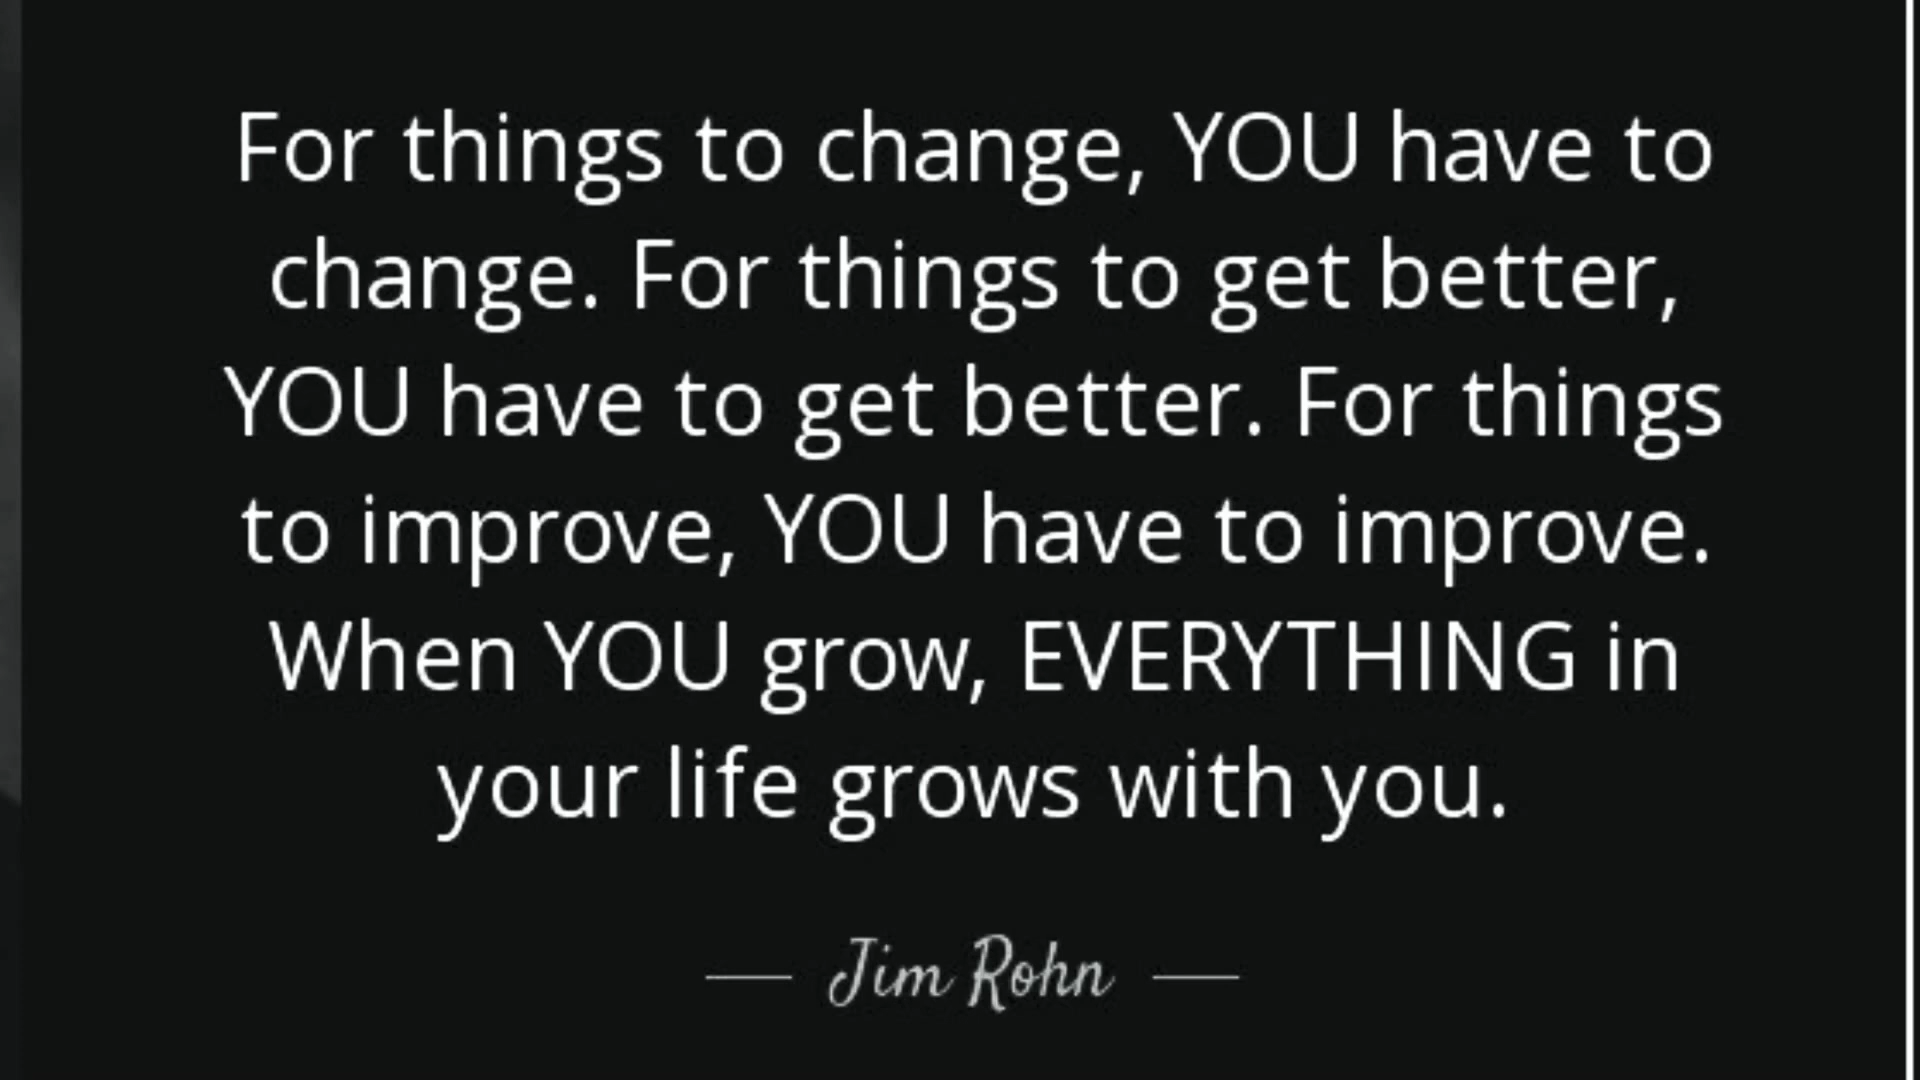 For things to change, YOU have to
change. For things to get better,
YOU have to get better. For things
to improve, YOU have to improve.
When YOU grow, EVERYTHING in
your life grows with you.
Jim Rohn